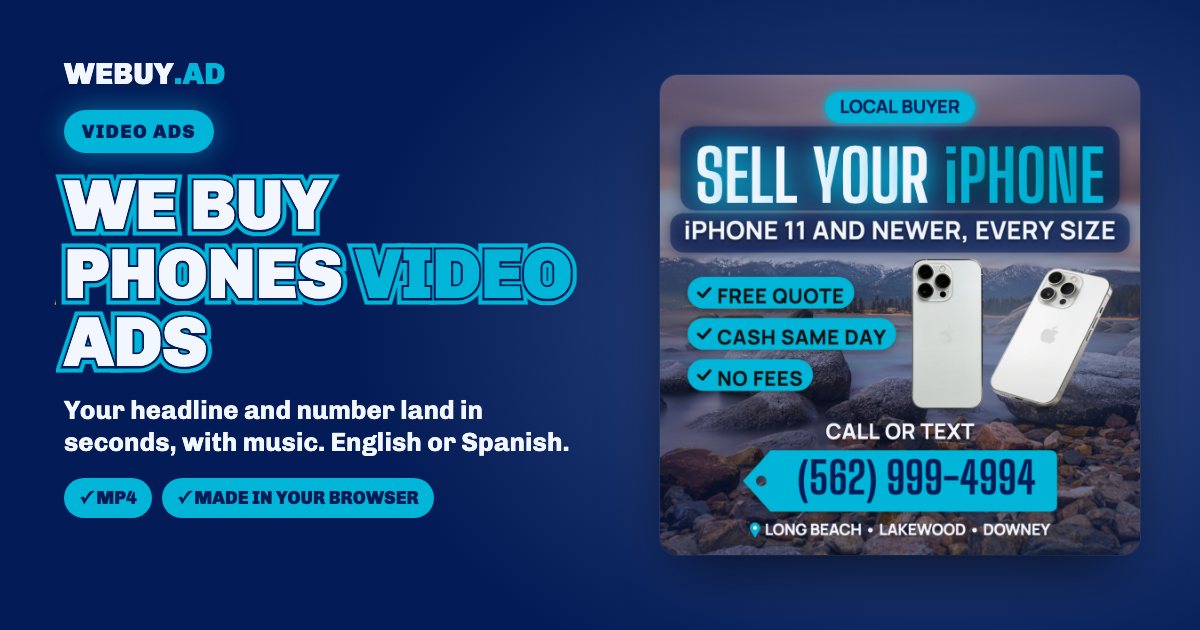 WEBUY.AD
VIDEO ADS
WE BUY
PHONES VIDEO
ADS
Your headline and number land in
seconds, with music. English or Spanish.
✓ MP4
✓ MADE IN YOUR BROWSER
LOCAL BUYER
SELL YOUR iPHONE
iPHONE 11 AND NEWER, EVERY SIZE
✓ FREE QUOTE
✓ CASH SAME DAY
✓ NO FEES
CALL OR TEXT
(562) 999-4994
LONG BEACH • LAKEWOOD • DOWNEY